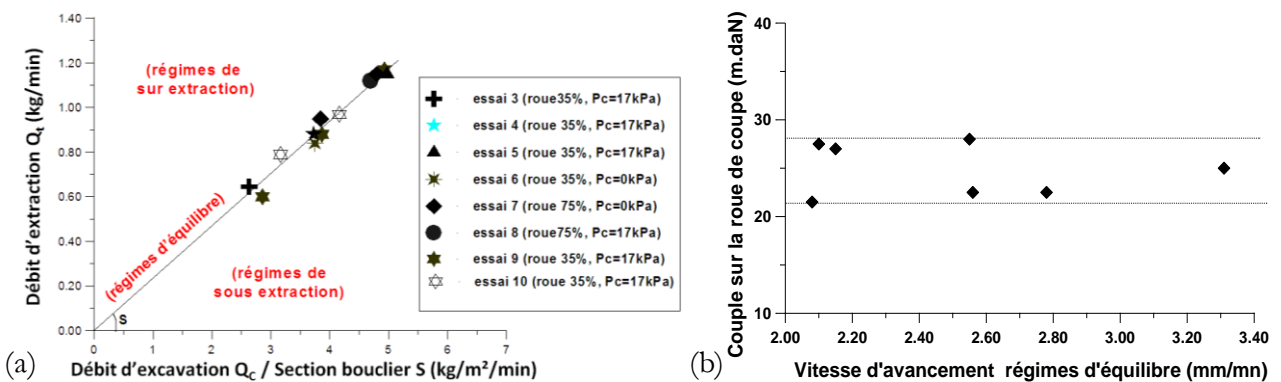 1.40
1.20
1.00
0.80
0.60
0.40
0.20
0.00
Débit d'extraction Qt (kg/min)
(régimes de
sur extraction)
(régimes d'équilibre)
(régimes de
sous extraction)
S
0 1 2 3 4 5 6 7
(a) Débit d'excavation QC / Section bouclier S (kg/m²/min)
essai 3 (roue35%, Pc=17kPa)
essai 4 (roue 35%, Pc=17kPa)
essai 5 (roue 35%, Pc=17kPa)
essai 6 (roue 35%, Pc=0kPa)
essai 7 (roue 75%, Pc=0kPa)
essai 8 (roue75%, Pc=17kPa)
essai 9 (roue 35%, Pc=17kPa)
essai 10 (roue 35%, Pc=17kPa)
Couple sur la roue de coupe (m.daN)
40
30
20
10
2.00 2.20 2.40 2.60 2.80 3.00 3.20 3.40
(b) Vitesse d'avancement régimes d'équilibre (mm/mn)